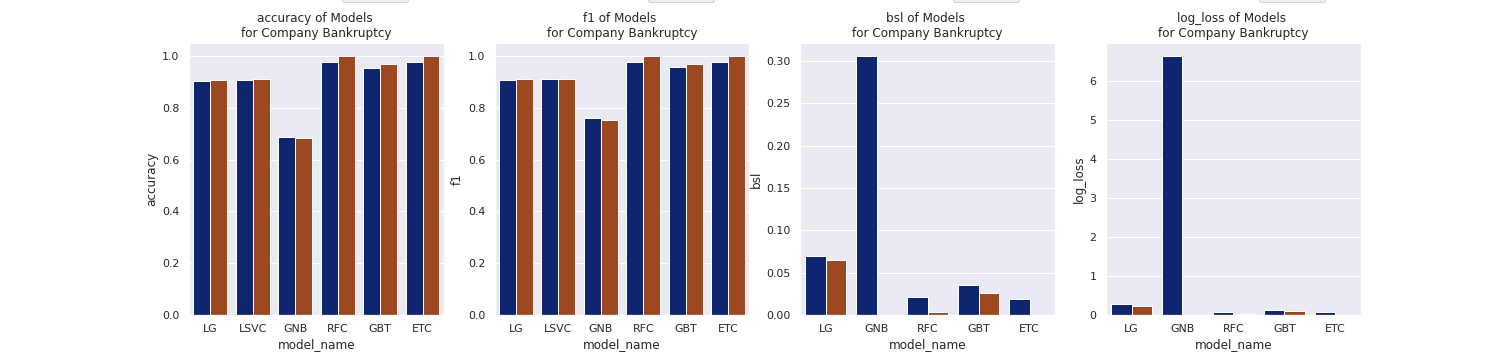 accuracy of Models
for Company Bankruptcy
1.0
0.8
0.6
0.4
0.2
0.0
accuracy
LG LSVC GNB RFC GBT ETC
model_name
f1 of Models
for Company Bankruptcy
1.0
0.8
0.6
0.4
0.2
0.0
f1
LG LSVC GNB RFC GBT ETC
model_name
bsl of Models
for Company Bankruptcy
0.30
0.25
0.20
0.15
0.10
0.05
0.00
bsl
LG GNB RFC GBT ETC
model_name
log_loss of Models
for Company Bankruptcy
6
5
4
3
2
1
0
log_loss
LG GNB RFC GBT ETC
model_name